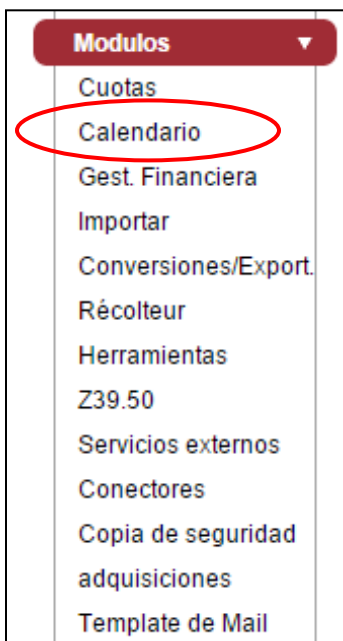 Modulos
Cuotas
Calendario
Gest. Financiera
Importar
Conversiones/Export.
Récolteur
Herramientas
Z39.50
Servicios externos
Conectores
Copia de seguridad
adquisiciones
Template de Mail